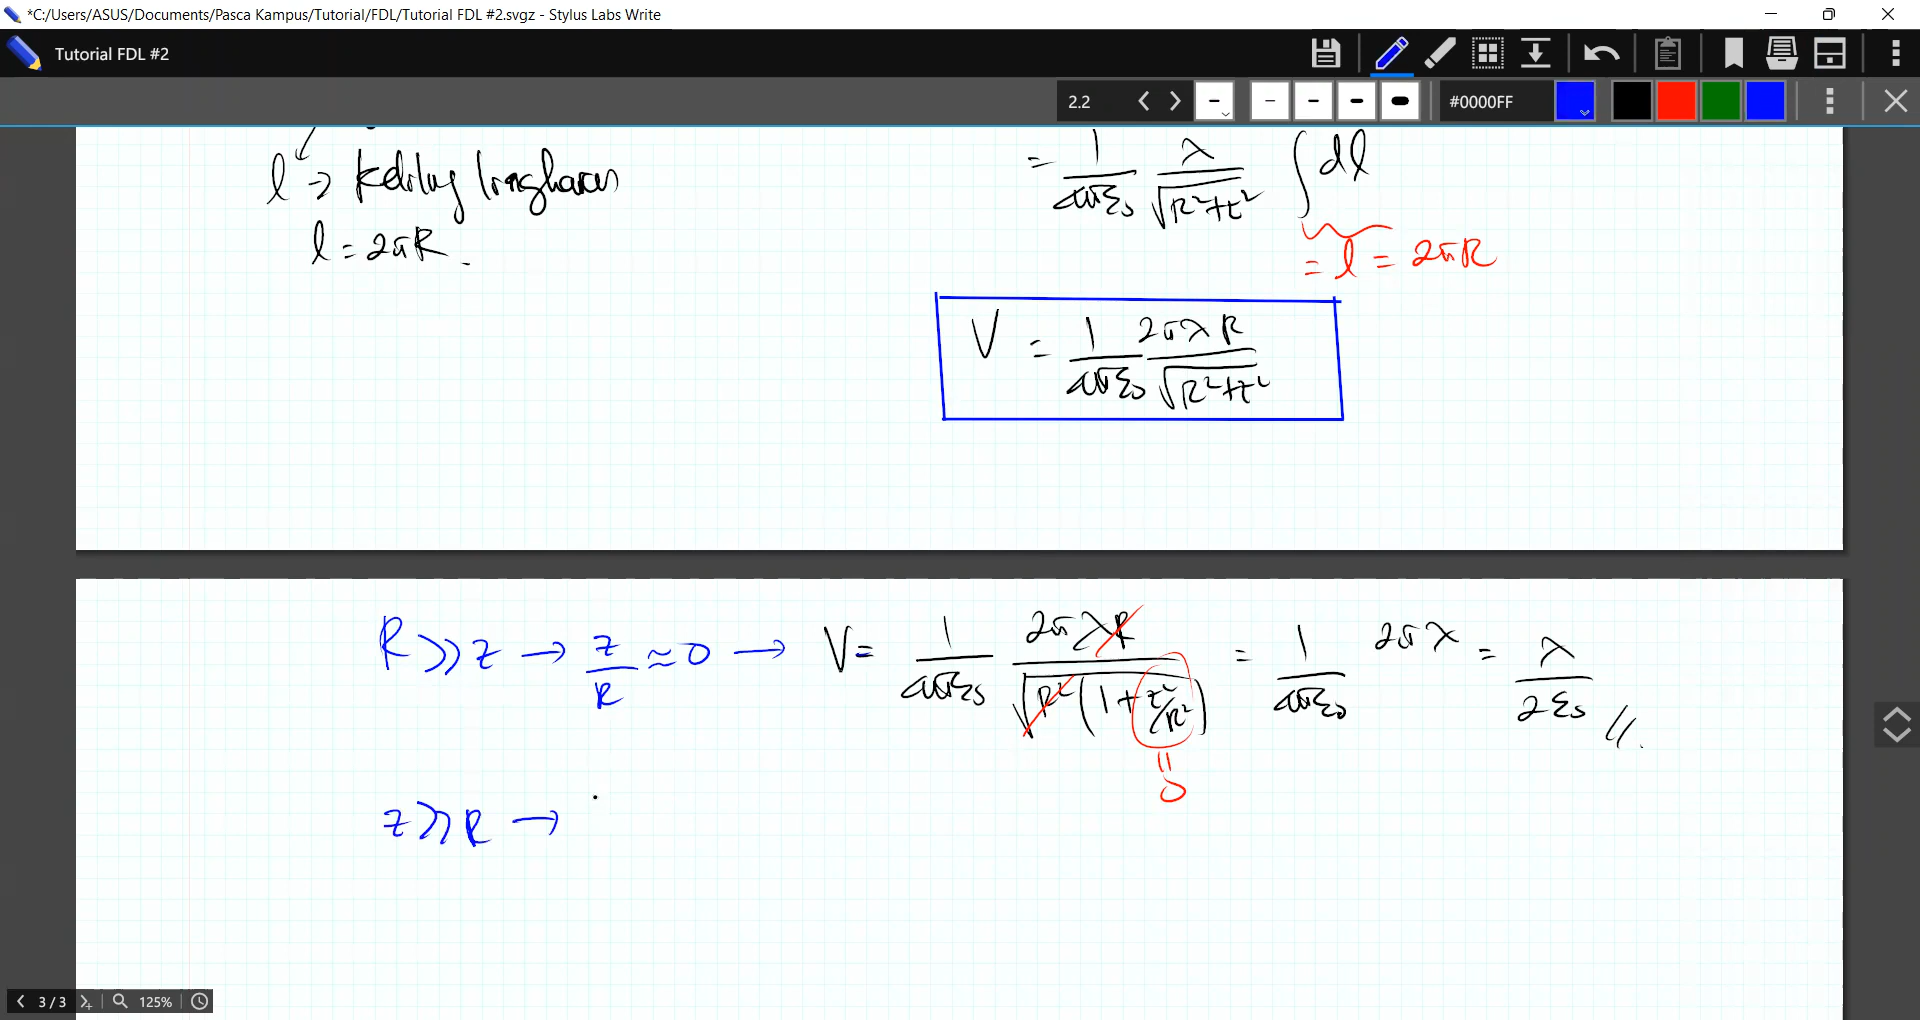 *C:/Users/ASUS/Documents/Pasca Kampus/Tutorial/FDL/Tutorial FDL #2.svgz - Stylus Labs Write
Tutorial FDL #2
2.2
#0000FF
l → keliling lingkaran
l = 2πR
= 1/4πε₀ λ/√R²+z² ∫dl
= l = 2πR
V = 1/4πε₀ 2πλR/√R²+z²
R >> z → z/R ≈ 0 → V = 1/4πε₀ 2πλR/√R²(1+z²/R²) = 1/4πε₀ 2πλ = λ/2ε₀ //.
= 0
z >> R →
3 / 3
125%